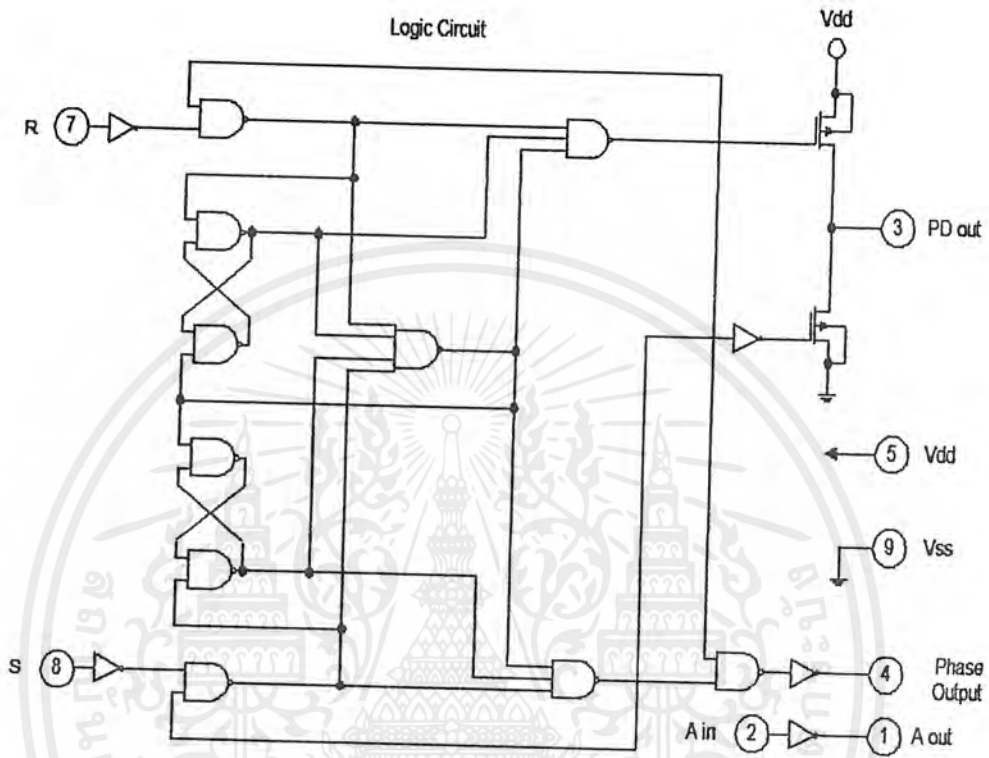 Logic Circuit
Vdd
R 7
3 PD out
5 Vdd
9 Vss
S 8
4 Phase
Output
A in 2 1 A out